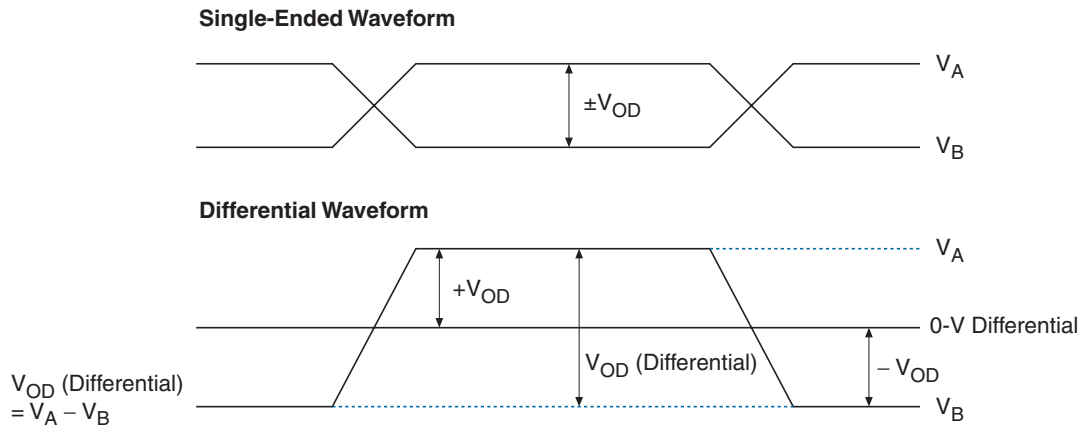 Single-Ended Waveform
V_A
±V_OD
V_B
Differential Waveform
V_A
+V_OD
0-V Differential
V_OD (Differential)
– V_OD
V_OD (Differential)
= V_A – V_B
V_B